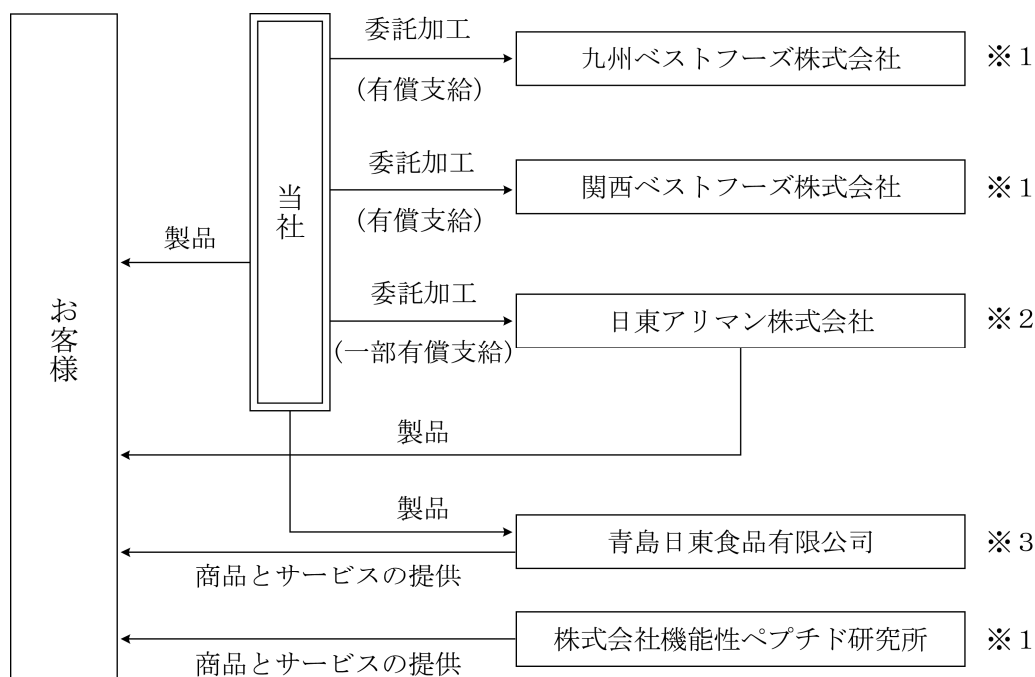 委託加工
九州ベストフーズ株式会社 ※1
(有償支給)
委託加工
関西ベストフーズ株式会社 ※1
(有償支給)
当社
製品
委託加工
日東アリマン株式会社 ※2
(一部有償支給)
お客様
製品
製品
青島日東食品有限公司 ※3
商品とサービスの提供
株式会社機能性ペプチド研究所 ※1
商品とサービスの提供